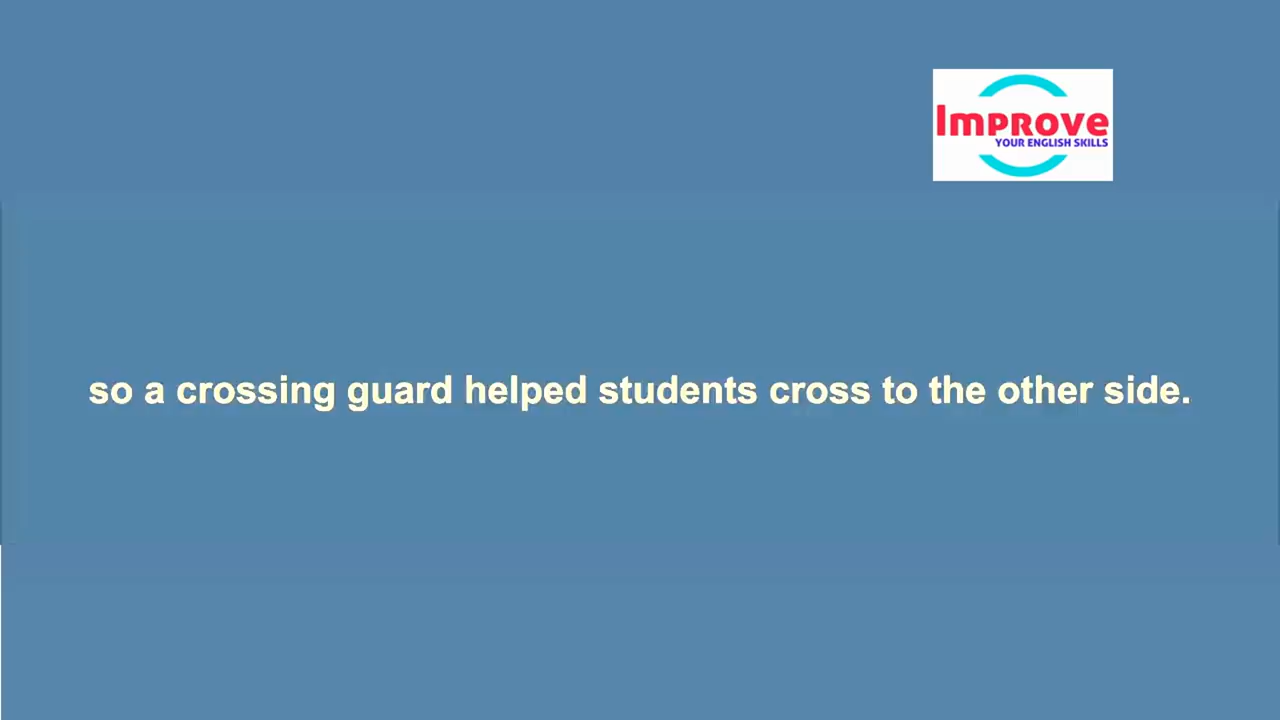 Improve
YOUR ENGLISH SKILLS
so a crossing guard helped students cross to the other side.